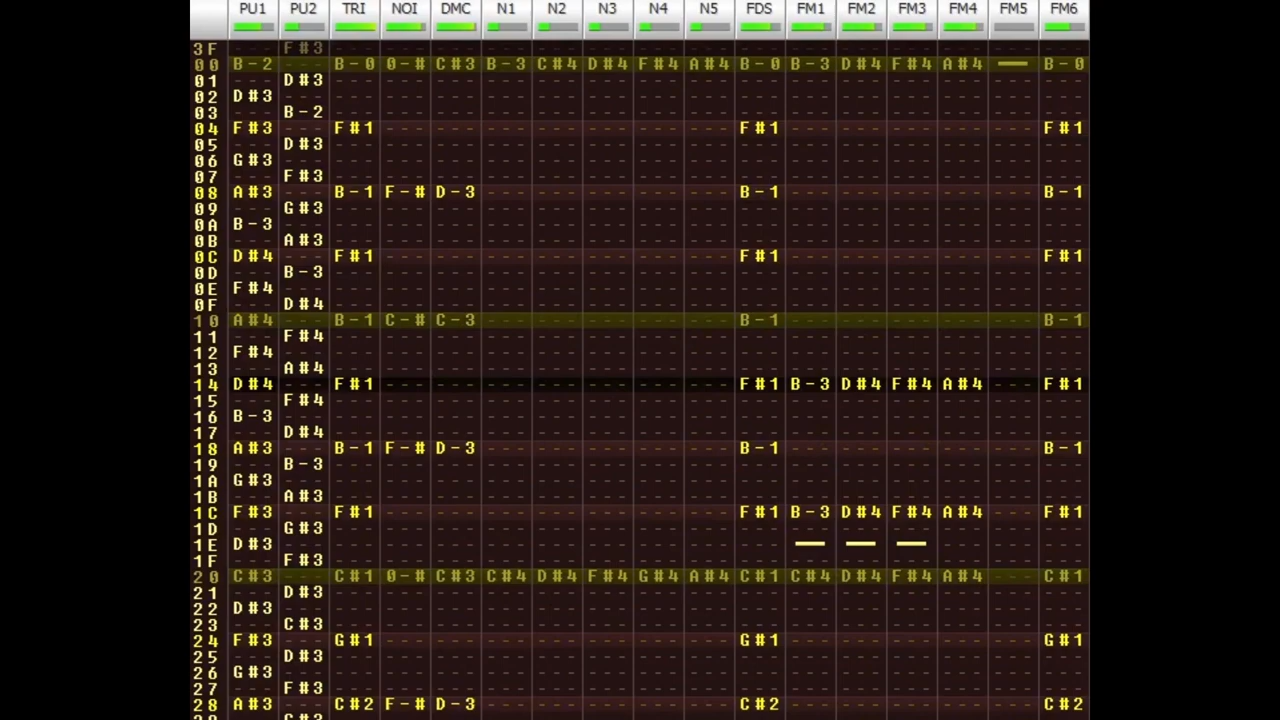 PU1 PU2 TRI NOI DMC N1 N2 N3 N4 N5 FDS FM1 FM2 FM3 FM4 FM5 FM6
3F F#3
00 B-2 B-0 0-# C#3 B-3 C#4 D#4 F#4 A#4 B-0 B-3 D#4 F#4 A#4 — B-0
01 D#3
02 D#3
03 B-2
04 F#3 F#1 F#1 F#1
05 D#3
06 G#3
07 F#3
08 A#3 B-1 F-# D-3 B-1 B-1
09 G#3
0A B-3
0B A#3
0C D#4 F#1 F#1 F#1
0D B-3
0E F#4
0F D#4
10 A#4 B-1 C-# C-3 B-1 B-1
11 F#4
12 F#4
13 A#4
14 D#4 F#1 F#1 B-3 D#4 F#4 A#4 F#1
15 F#4
16 B-3
17 D#4
18 A#3 B-1 F-# D-3 B-1 B-1
19 B-3
1A G#3
1B A#3
1C F#3 F#1 F#1 B-3 D#4 F#4 A#4 F#1
1D G#3
1E D#3 — — —
1F F#3
20 C#3 C#1 0-# C#3 C#4 D#4 F#4 G#4 A#4 C#1 C#4 D#4 F#4 A#4 C#1
21 D#3
22 D#3
23 C#3
24 F#3 G#1 G#1 G#1
25 D#3
26 G#3
27 F#3
28 A#3 C#2 F-# D-3 C#2 C#2